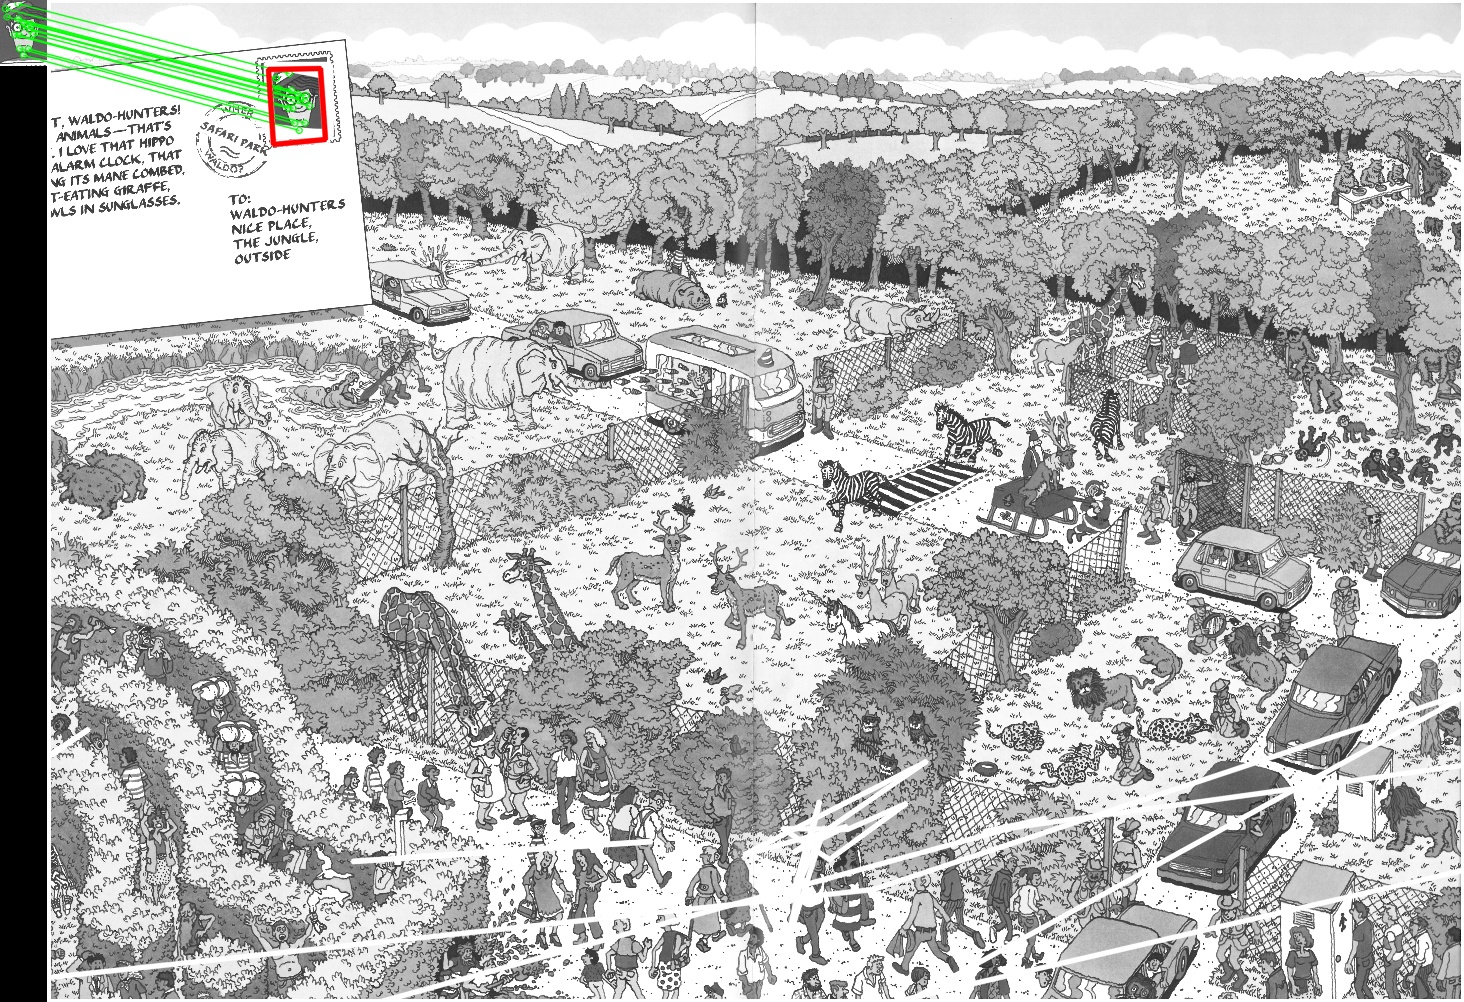 T, WALDO-HUNTERS!
ANIMALS—THAT'S
. I LOVE THAT HIPPO
ALARM CLOCK, THAT
NG ITS MANE COMBED,
T-EATING GIRAFFE,
WLS IN SUNGLASSES.
SAFARI PARK
WALDO?
TO:
WALDO-HUNTERS
NICE PLACE,
THE JUNGLE,
OUTSIDE